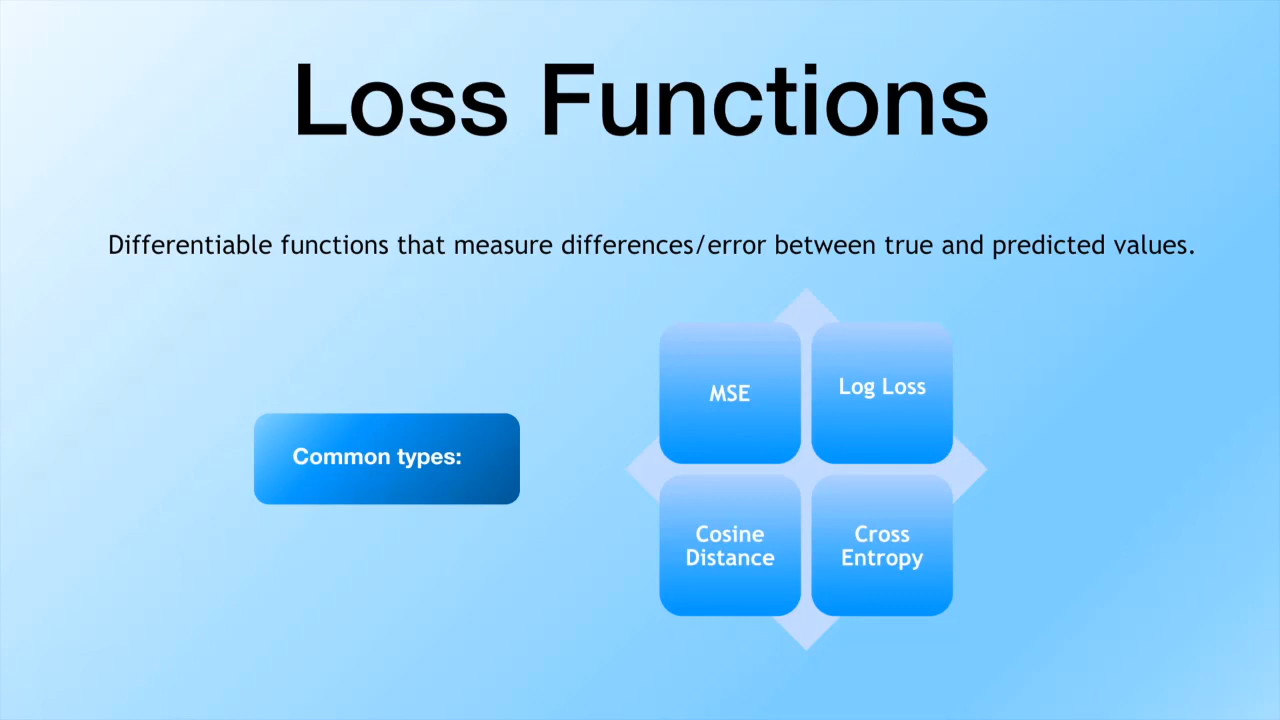 Loss Functions
Differentiable functions that measure differences/error between true and predicted values.
Common types:
MSE
Log Loss
Cosine
Distance
Cross
Entropy